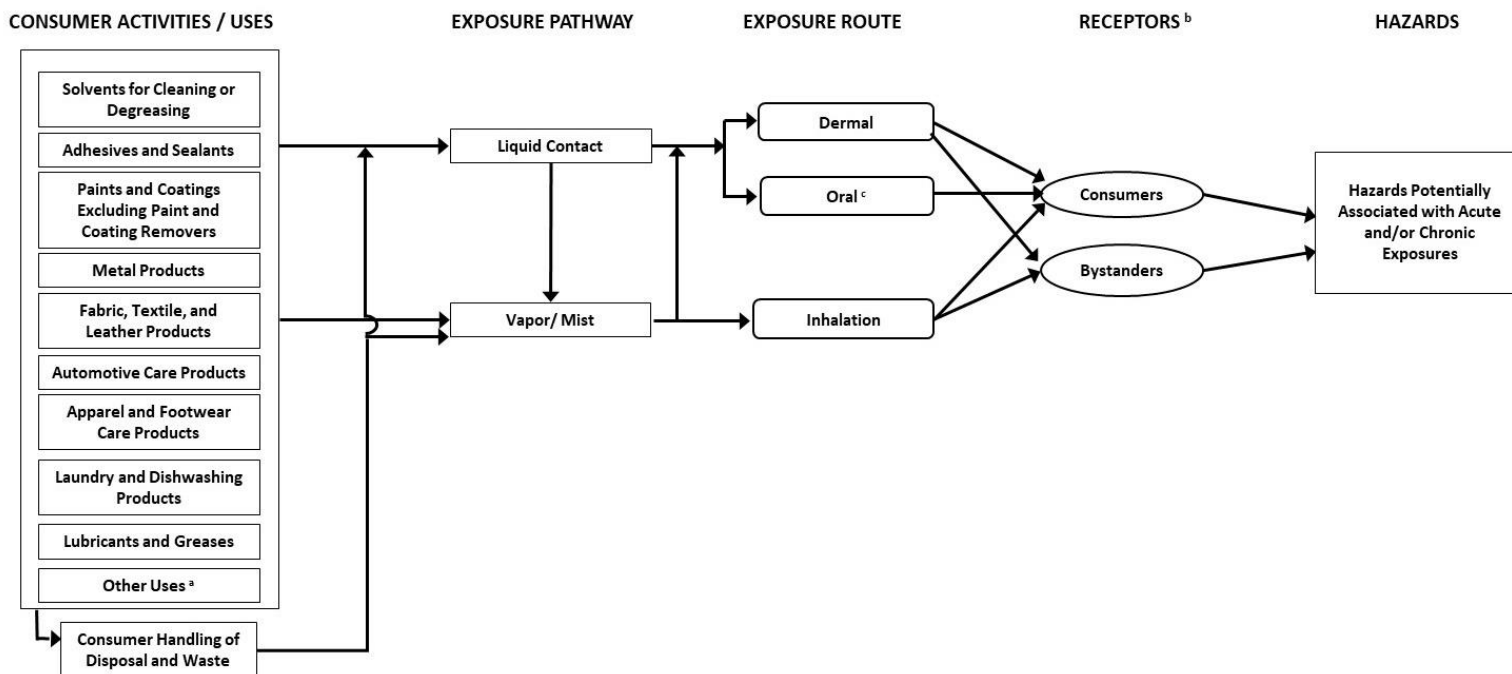 CONSUMER ACTIVITIES / USES
EXPOSURE PATHWAY
EXPOSURE ROUTE
RECEPTORS ᵇ
HAZARDS
Solvents for Cleaning or
Degreasing
Adhesives and Sealants
Paints and Coatings
Excluding Paint and
Coating Removers
Metal Products
Fabric, Textile, and
Leather Products
Automotive Care Products
Apparel and Footwear
Care Products
Laundry and Dishwashing
Products
Lubricants and Greases
Other Uses ᵃ
Consumer Handling of
Disposal and Waste
Liquid Contact
Vapor/ Mist
Dermal
Oral ᶜ
Inhalation
Consumers
Bystanders
Hazards Potentially
Associated with Acute
and/or Chronic
Exposures